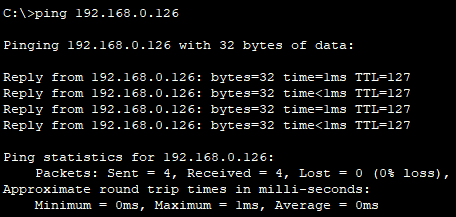 C:\>ping 192.168.0.126
Pinging 192.168.0.126 with 32 bytes of data:
Reply from 192.168.0.126: bytes=32 time=1ms TTL=127
Reply from 192.168.0.126: bytes=32 time<1ms TTL=127
Reply from 192.168.0.126: bytes=32 time=1ms TTL=127
Reply from 192.168.0.126: bytes=32 time<1ms TTL=127
Ping statistics for 192.168.0.126:
Packets: Sent = 4, Received = 4, Lost = 0 (0% loss),
Approximate round trip times in milli-seconds:
Minimum = 0ms, Maximum = 1ms, Average = 0ms